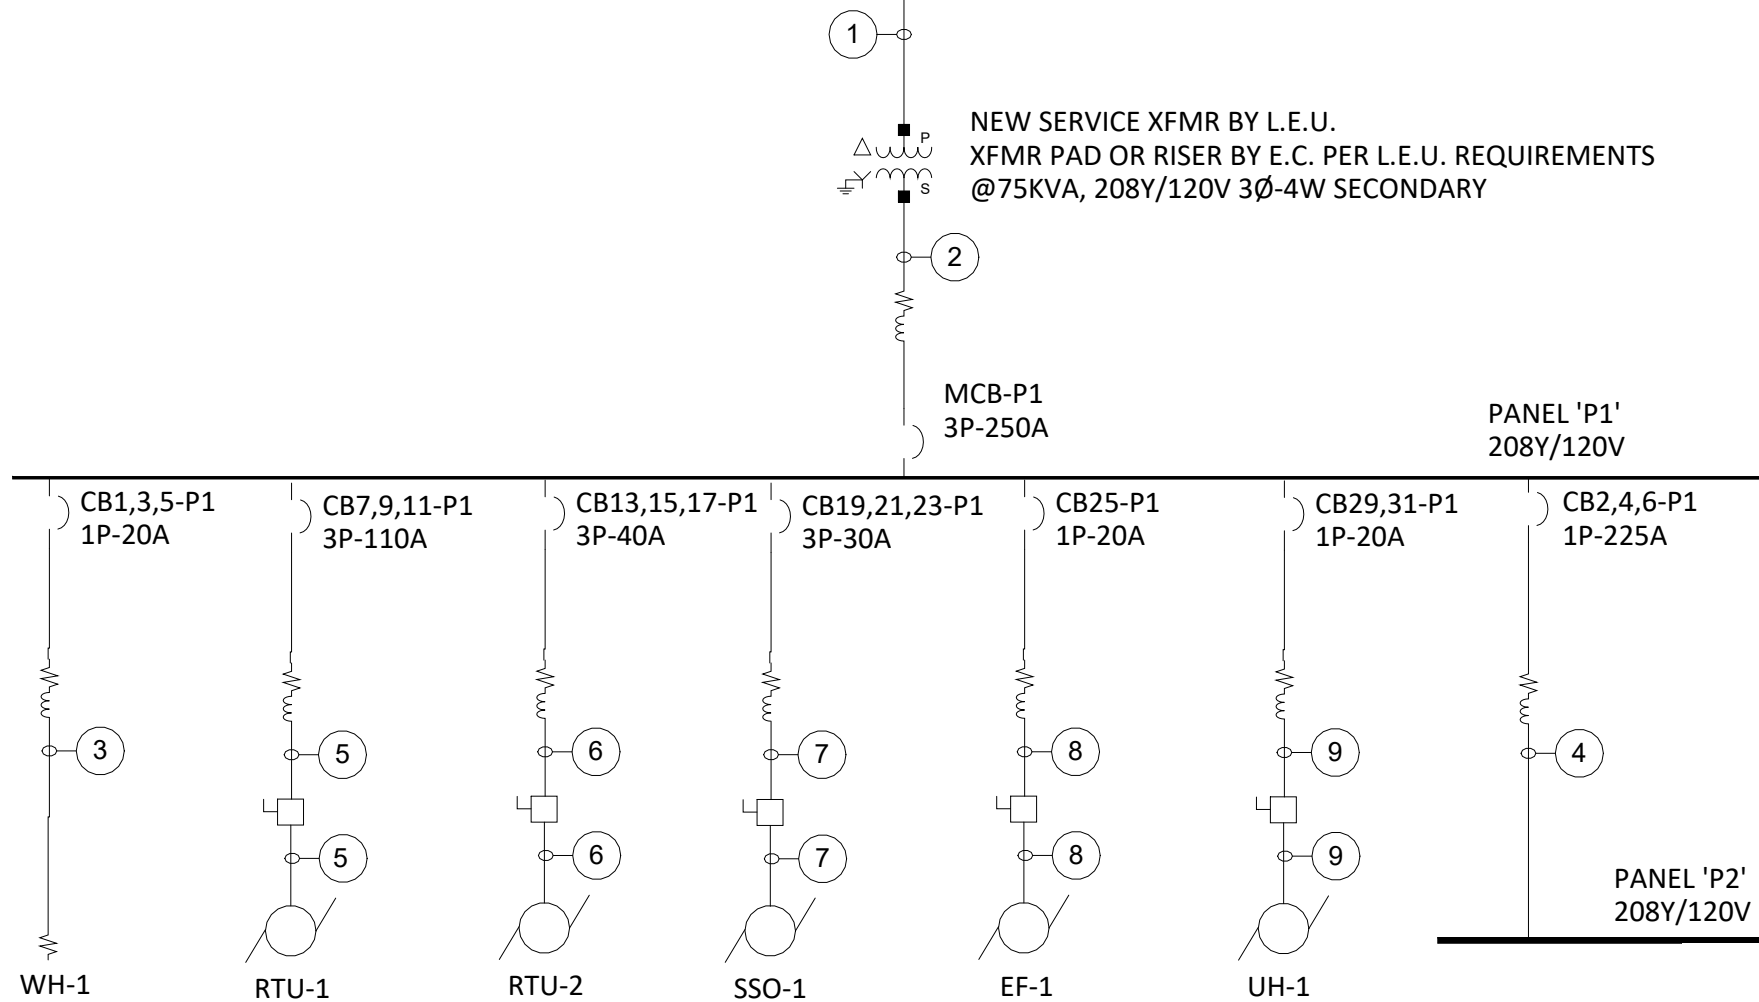 1
NEW SERVICE XFMR BY L.E.U.
P
XFMR PAD OR RISER BY E.C. PER L.E.U. REQUIREMENTS
S
@75KVA, 208Y/120V 3Ø-4W SECONDARY
2
MCB-P1
3P-250A
PANEL 'P1'
208Y/120V
CB1,3,5-P1
1P-20A
CB7,9,11-P1
3P-110A
CB13,15,17-P1
3P-40A
CB19,21,23-P1
3P-30A
CB25-P1
1P-20A
CB29,31-P1
1P-20A
CB2,4,6-P1
1P-225A
3
5
6
7
8
9
4
5
6
7
8
9
PANEL 'P2'
208Y/120V
WH-1
RTU-1
RTU-2
SSO-1
EF-1
UH-1